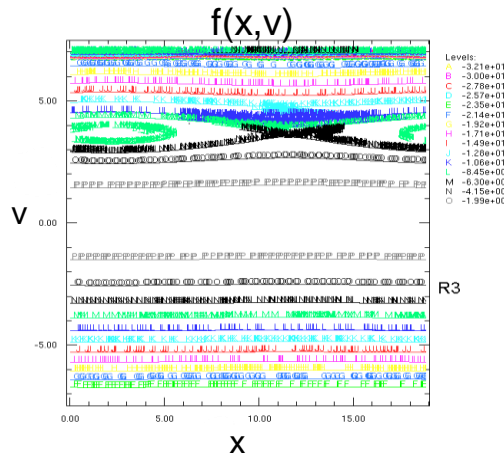 f(x,v)
Levels:
A -3.21e+01
B -3.00e+01
C -2.78e+01
D -2.57e+01
E -2.35e+01
F -2.14e+01
G -1.92e+01
H -1.71e+01
I -1.49e+01
J -1.28e+01
K -1.06e+01
L -8.45e+00
M -6.30e+00
N -4.15e+00
O -1.99e+00
5.00
V
0.00
R3
-5.00
0.00 5.00 10.00 15.00
X